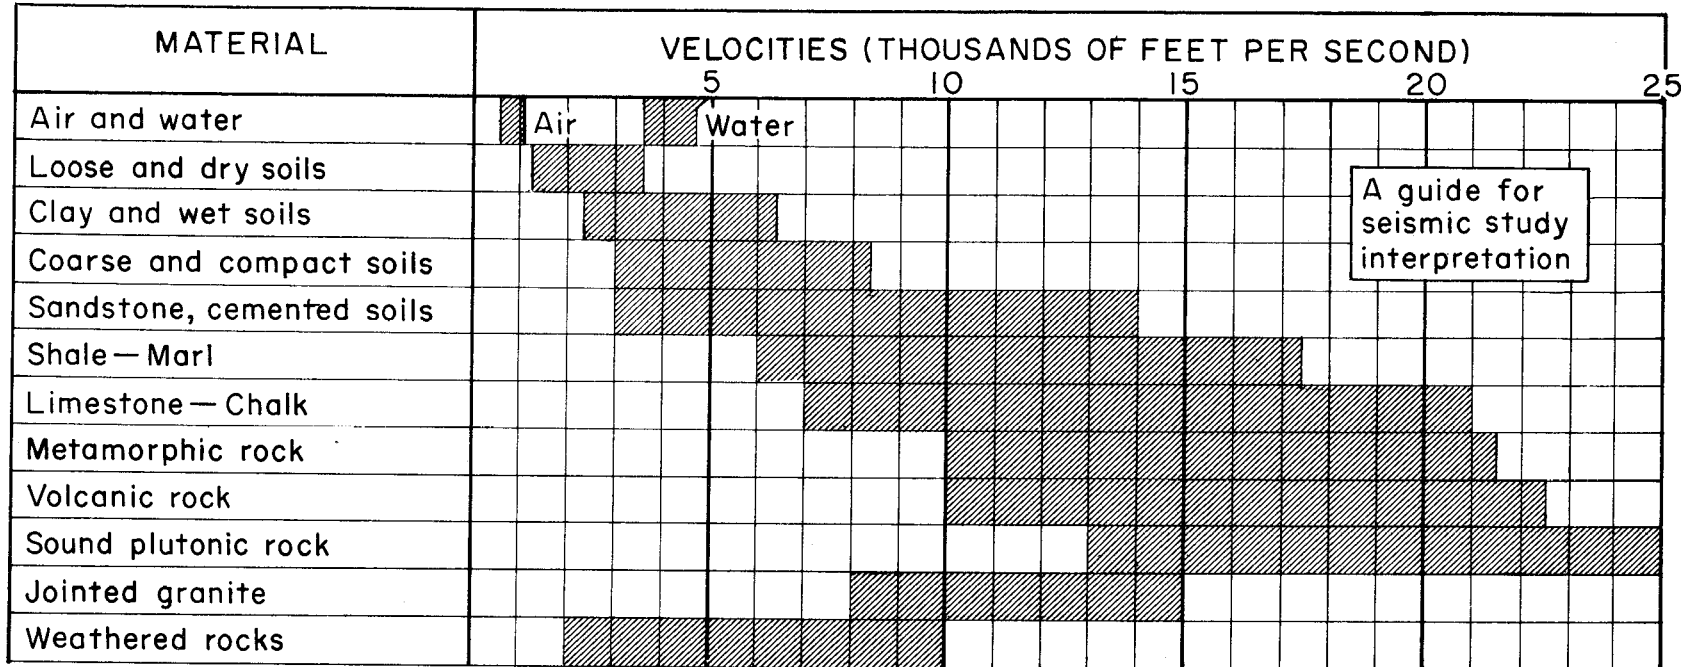 MATERIAL
VELOCITIES (THOUSANDS OF FEET PER SECOND)
5 10 15 20 25
Air and water
Air
Water
Loose and dry soils
Clay and wet soils
Coarse and compact soils
Sandstone, cemented soils
Shale—Marl
Limestone—Chalk
Metamorphic rock
Volcanic rock
Sound plutonic rock
Jointed granite
Weathered rocks
A guide for
seismic study
interpretation